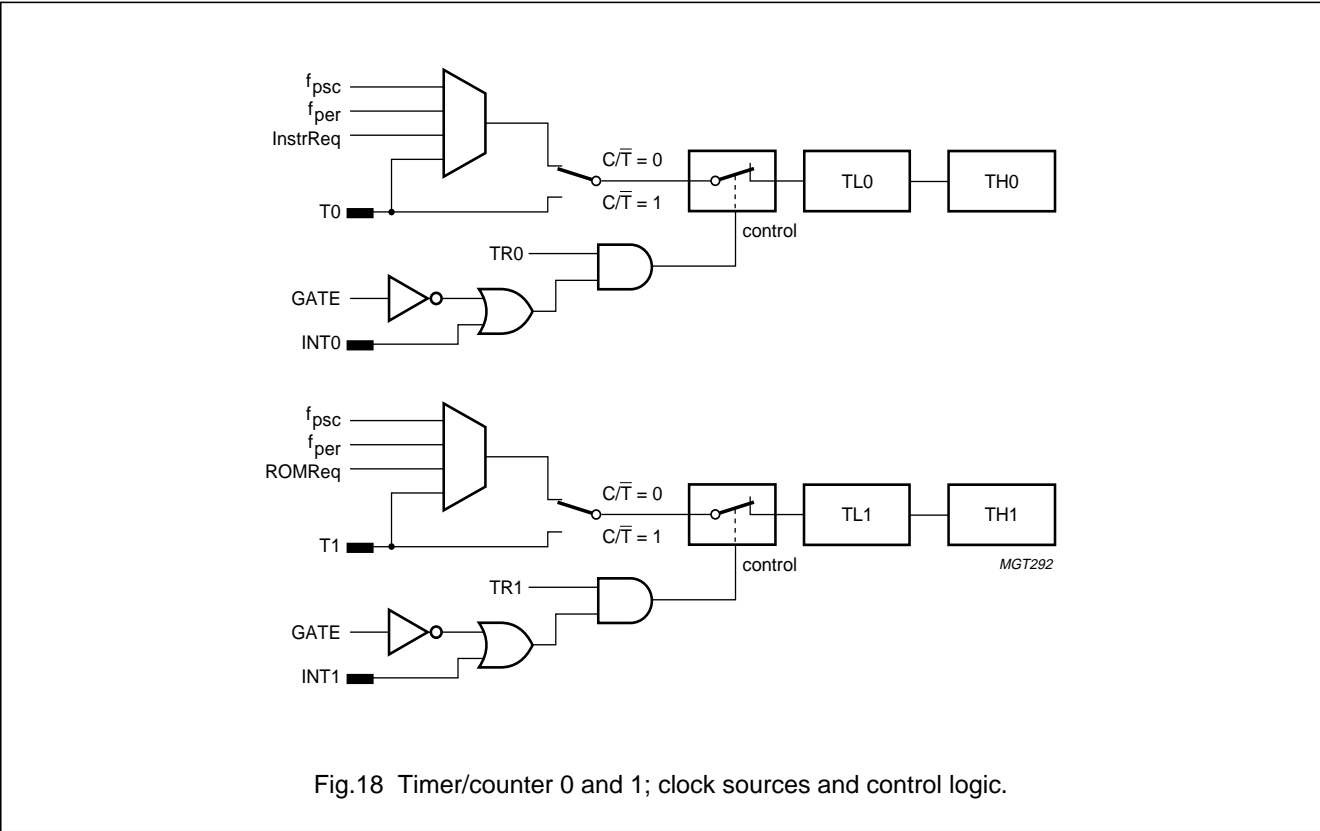 fpsc
fper
InstrReq
T0
C/T̅ = 0
C/T̅ = 1
TL0
TH0
control
TR0
GATE
INT0
fpsc
fper
ROMReq
T1
C/T̅ = 0
C/T̅ = 1
TL1
TH1
control
MGT292
TR1
GATE
INT1
Fig.18 Timer/counter 0 and 1; clock sources and control logic.